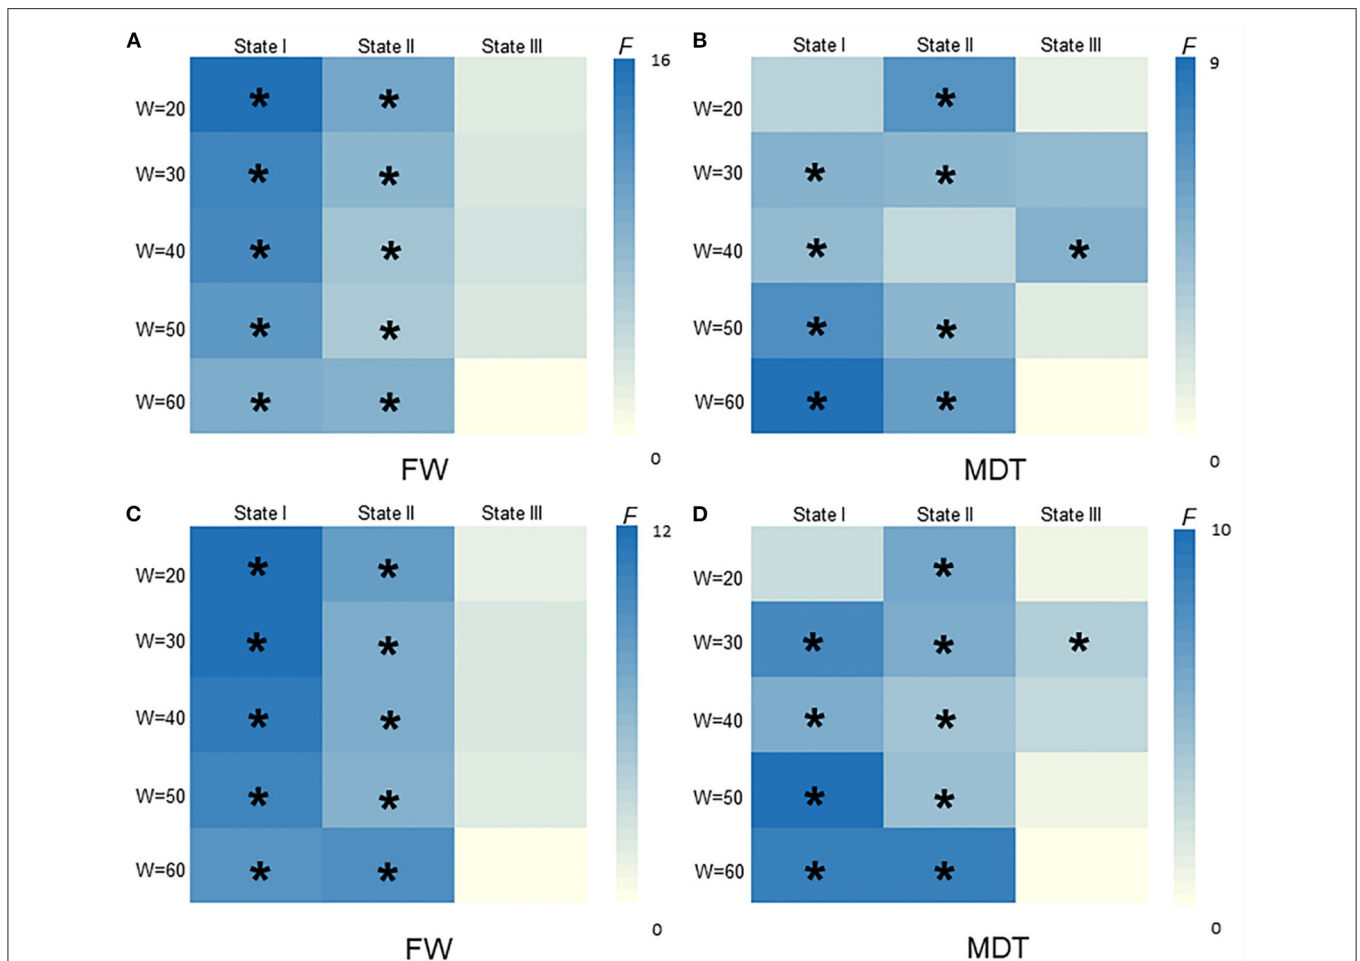 A State I State II State III F 16 B State I State II State III F 9
W=20 * * W=20 *
W=30 * * W=30 * *
W=40 * * W=40 * *
W=50 * * W=50 * *
W=60 * * W=60 * *
0 0
FW MDT
C State I State II State III F 12 D State I State II State III F 10
W=20 * * W=20 *
W=30 * * W=30 * * *
W=40 * * W=40 * *
W=50 * * W=50 * *
W=60 * * W=60 * *
0 0
FW MDT